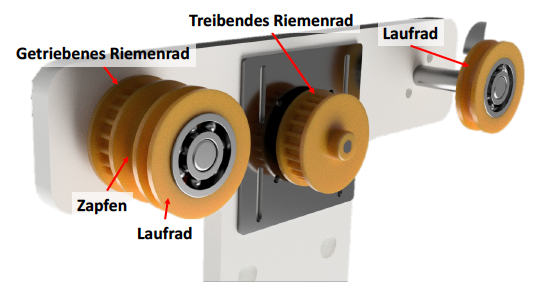 Treibendes Riemenrad
Laufrad
Getriebenes Riemenrad
Zapfen
Laufrad